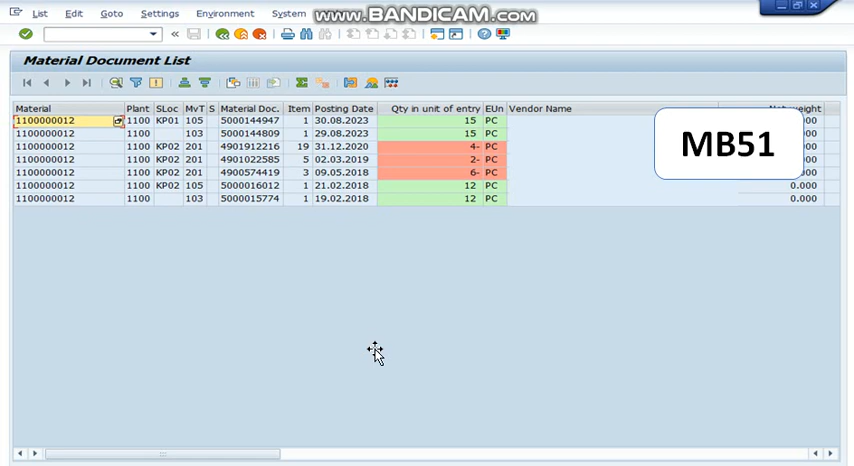 List Edit Goto Settings Environment System
www.BANDICAM.com
Material Document List
Material Plant SLoc MvT S Material Doc. Item Posting Date Qty in unit of entry EUn Vendor Name weight
1100000012 1100 KP01 105 5000144947 1 30.08.2023 15 PC
1100000012 1100 103 5000144809 1 29.08.2023 15 PC
1100000012 1100 KP02 201 4901912216 19 31.12.2020 4- PC
1100000012 1100 KP02 201 4901022585 5 02.03.2019 2- PC
1100000012 1100 KP02 201 4900574419 3 09.05.2018 6- PC
1100000012 1100 KP02 105 5000016012 1 21.02.2018 12 PC 0.000
1100000012 1100 103 5000015774 1 19.02.2018 12 PC 0.000
MB51